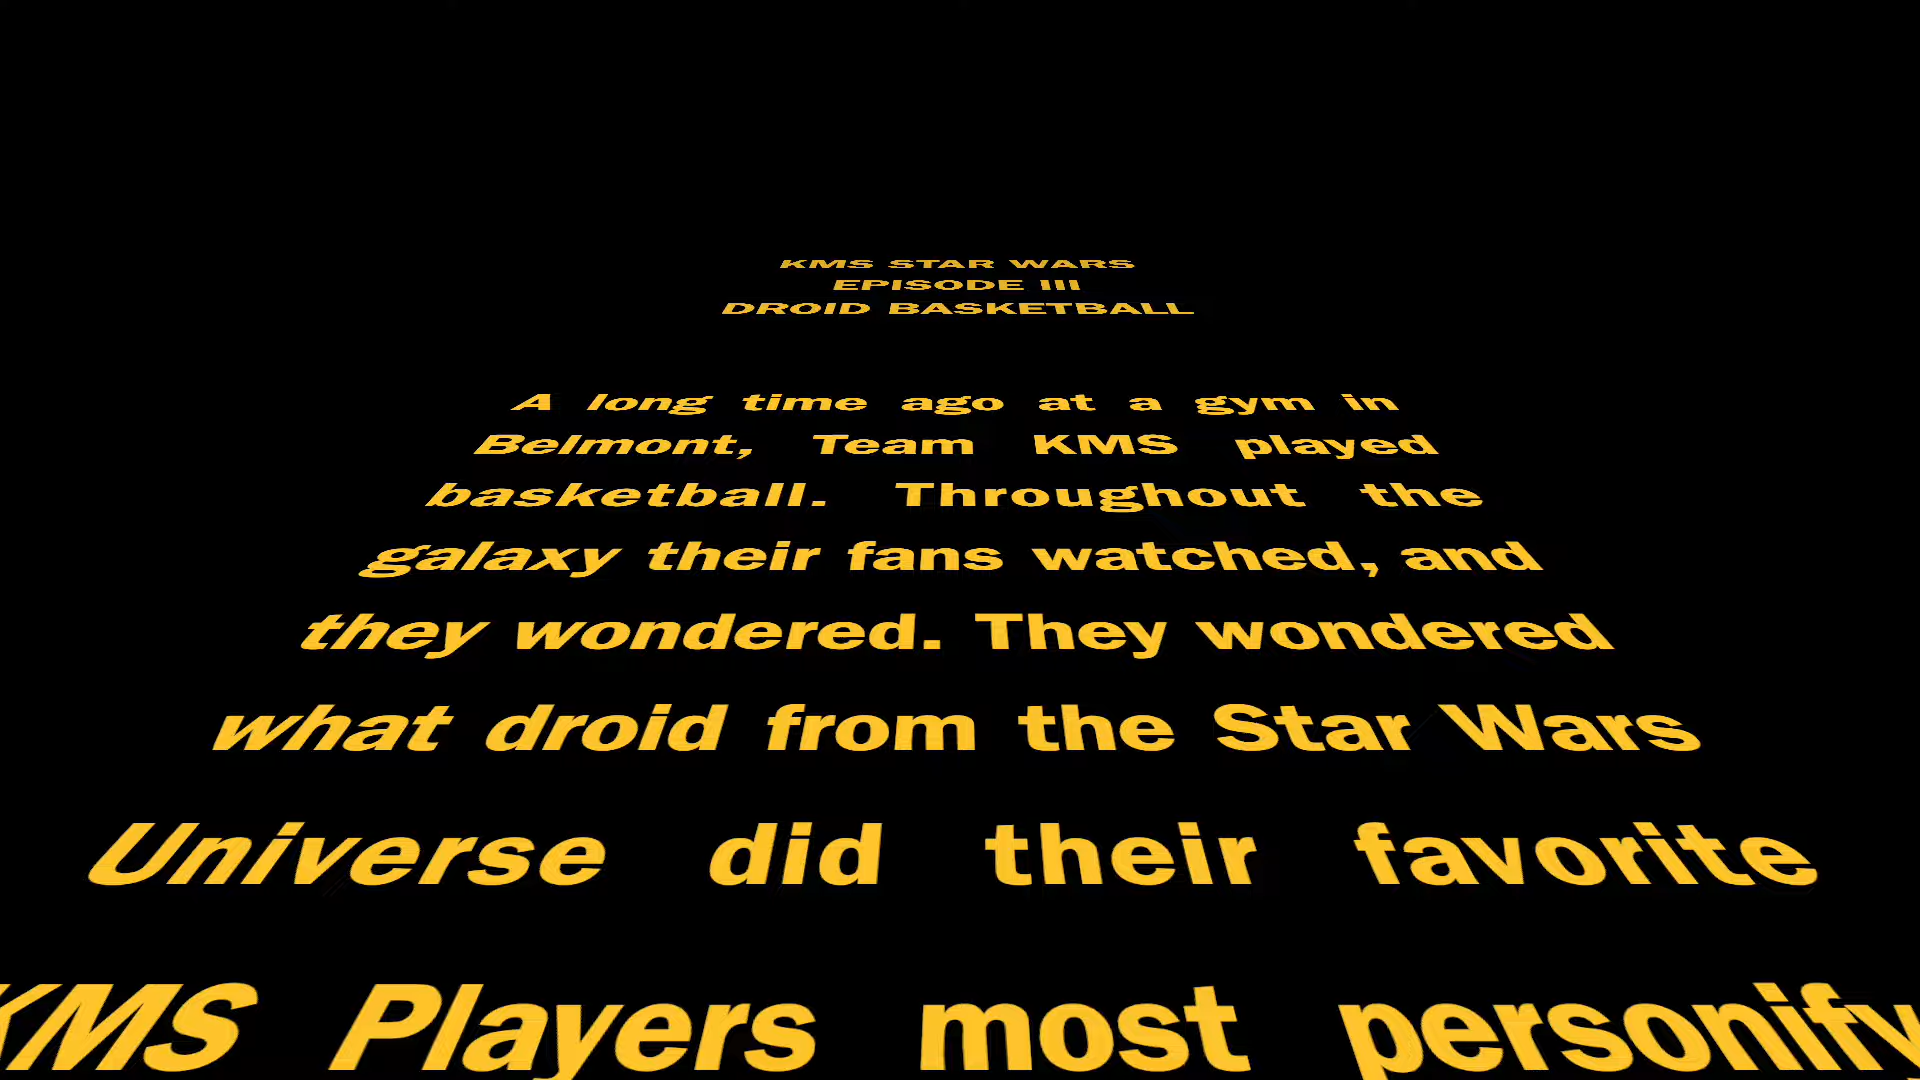 KMS STAR WARS
EPISODE III
DROID BASKETBALL
A long time ago at a gym in
Belmont, Team KMS played
basketball. Throughout the
galaxy their fans watched, and
they wondered. They wondered
what droid from the Star Wars
Universe did their favorite
KMS Players most personify